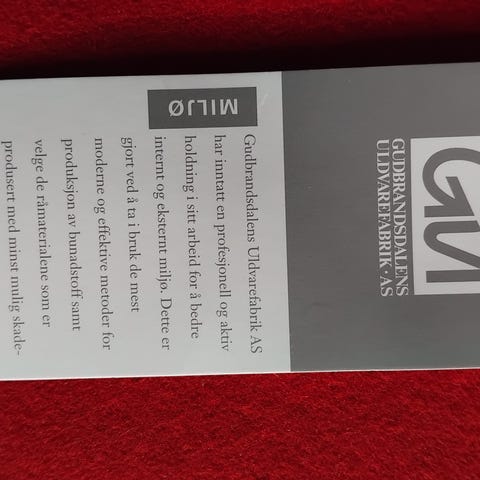 GU
GUDBRANDSDALENS
ULDVAREFABRIK·AS
MILJØ
Gudbrandsdalens Uldvarefabrik AS
har inntatt en profesjonell og aktiv
holdning i sitt arbeid for å bedre
internt og eksternt miljø. Dette er
gjort ved å ta i bruk de mest
moderne og effektive metoder for
produksjon av bunadstoff samt
velge de råmaterialene som er
produsert med minst mulig skade-